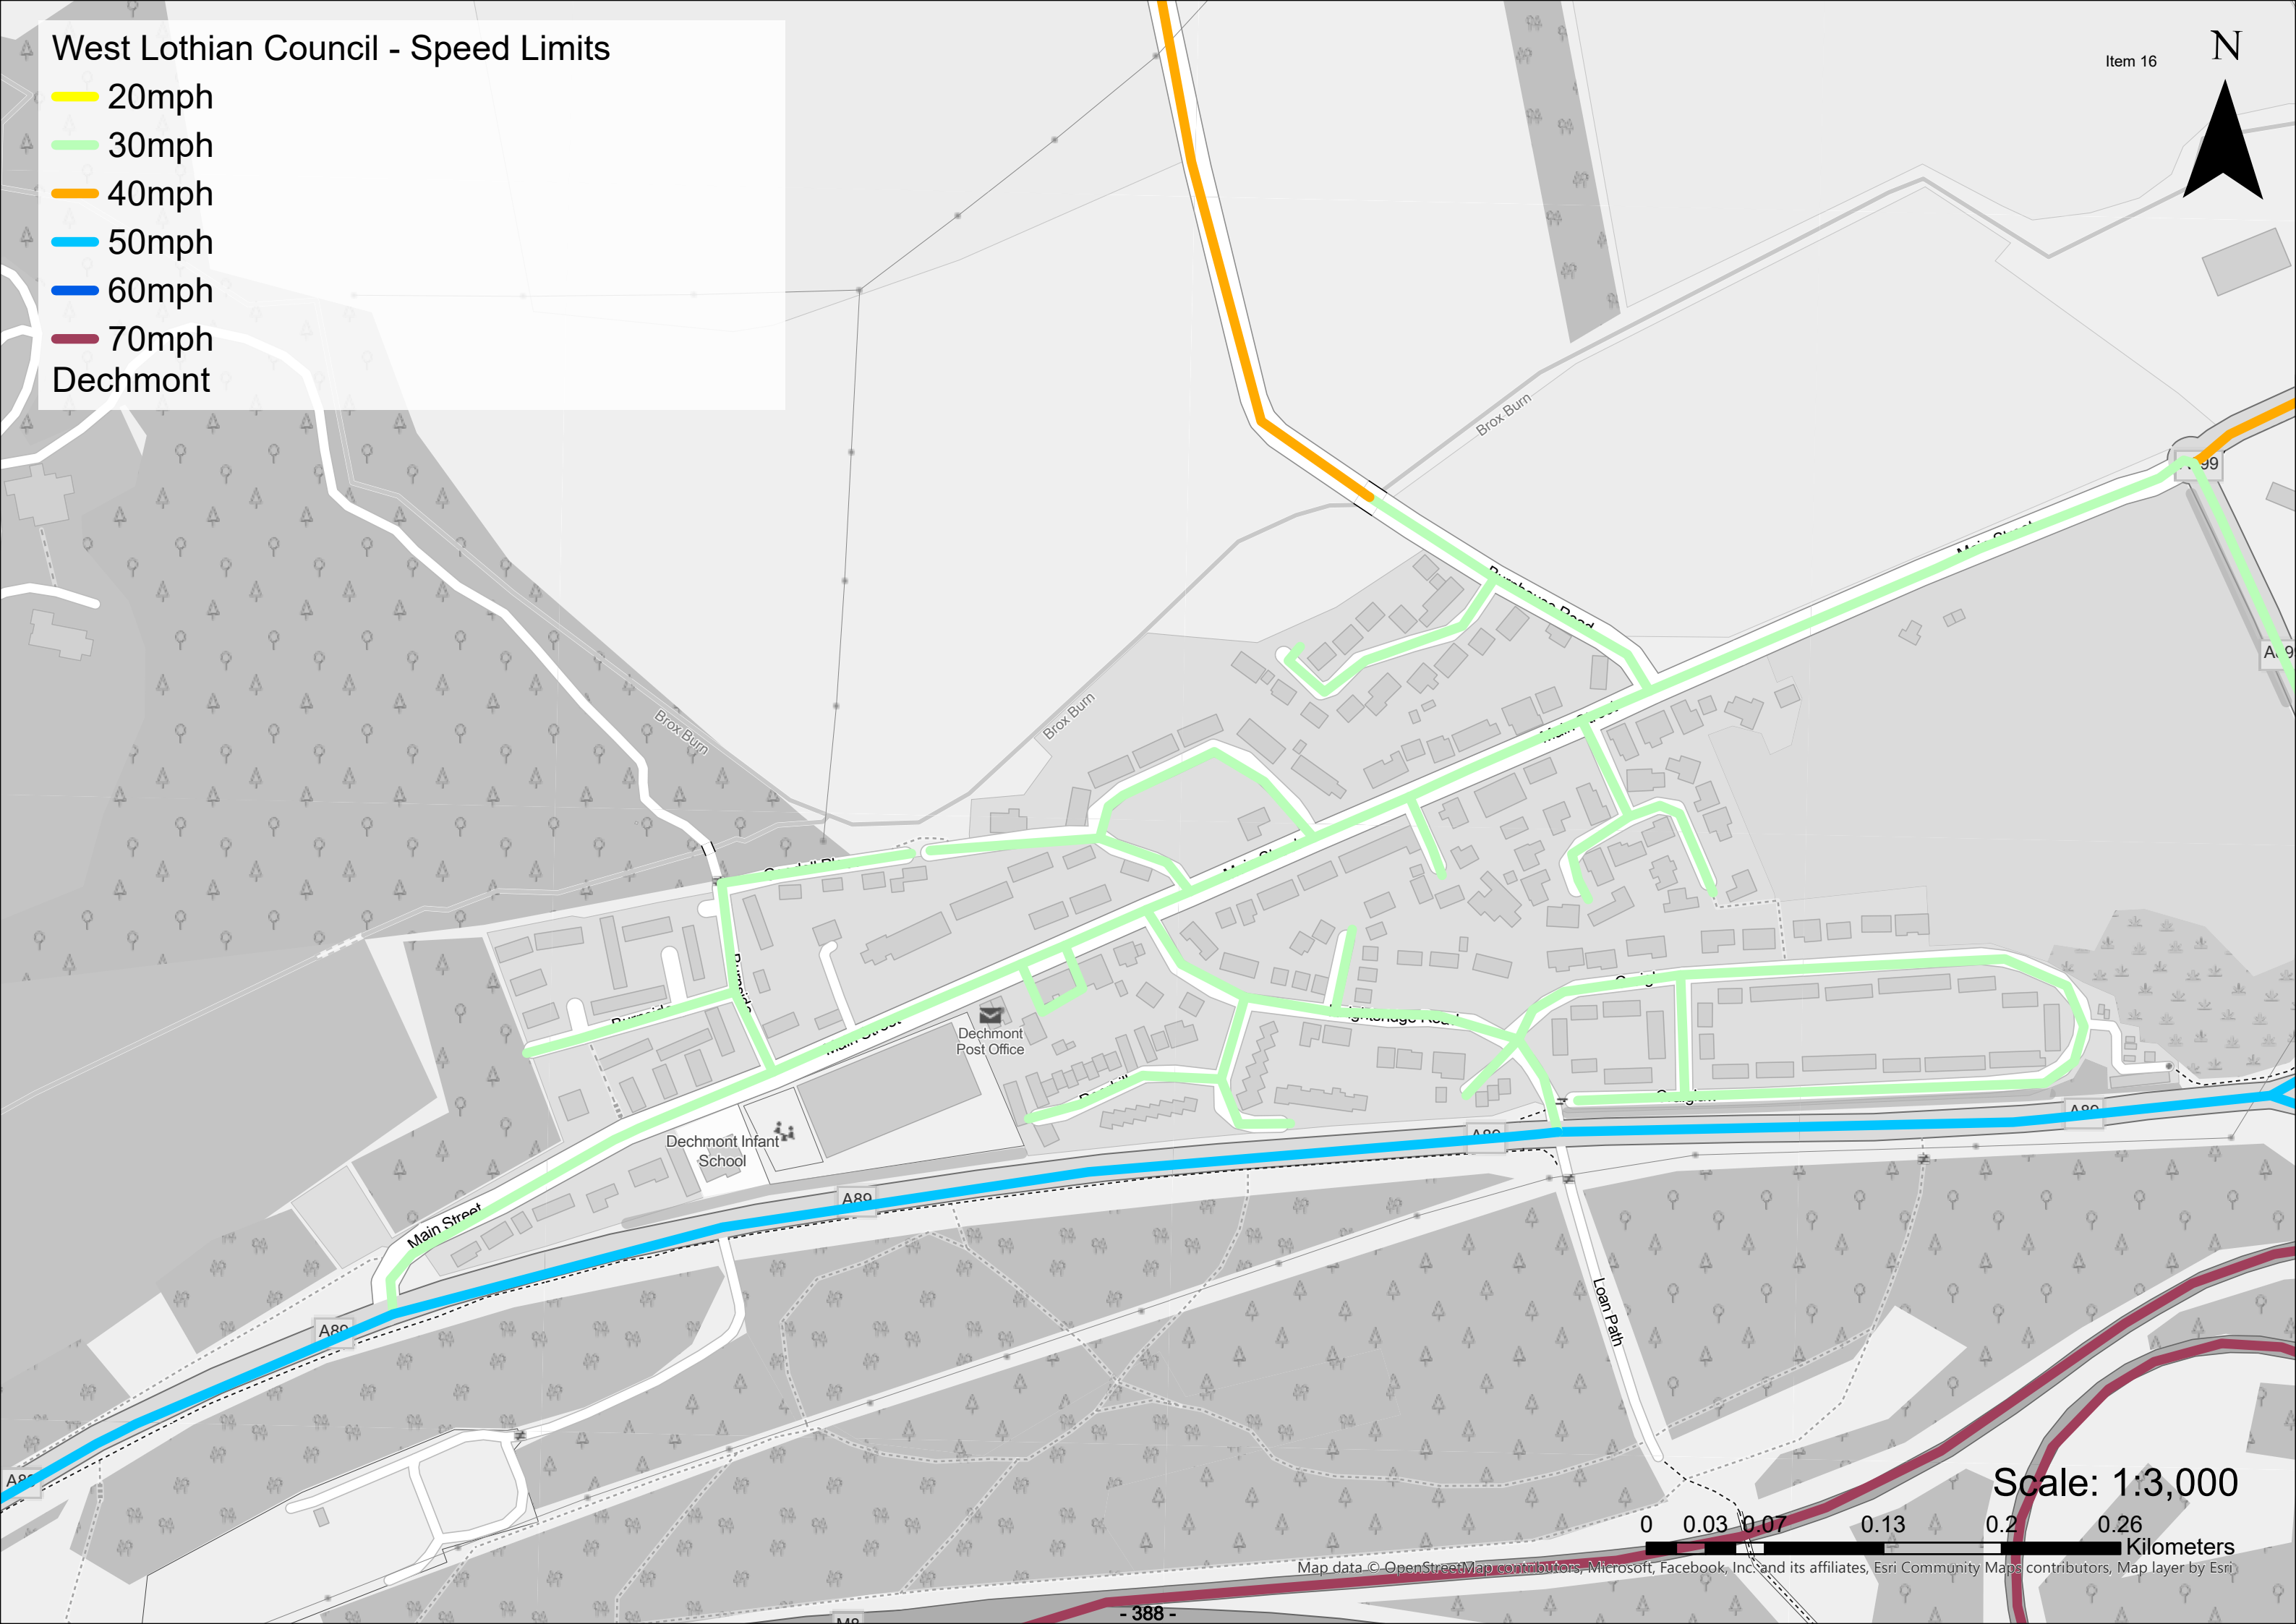 West Lothian Council - Speed Limits
20mph
30mph
40mph
50mph
60mph
70mph
Dechmont
Item 16
N
Brox Burn
A89
Main Street
Brox Burn
Brox Burn
Main Street
Dechmont
Post Office
Dechmont Infant
School
A89
A89
A89
Main Street
A89
Loan Path
A89
Scale: 1:3,000
0 0.03 0.07 0.13 0.2 0.26
Kilometers
Map data © OpenStreetMap contributors, Microsoft, Facebook, Inc. and its affiliates, Esri Community Maps contributors, Map layer by Esri
M8
- 388 -